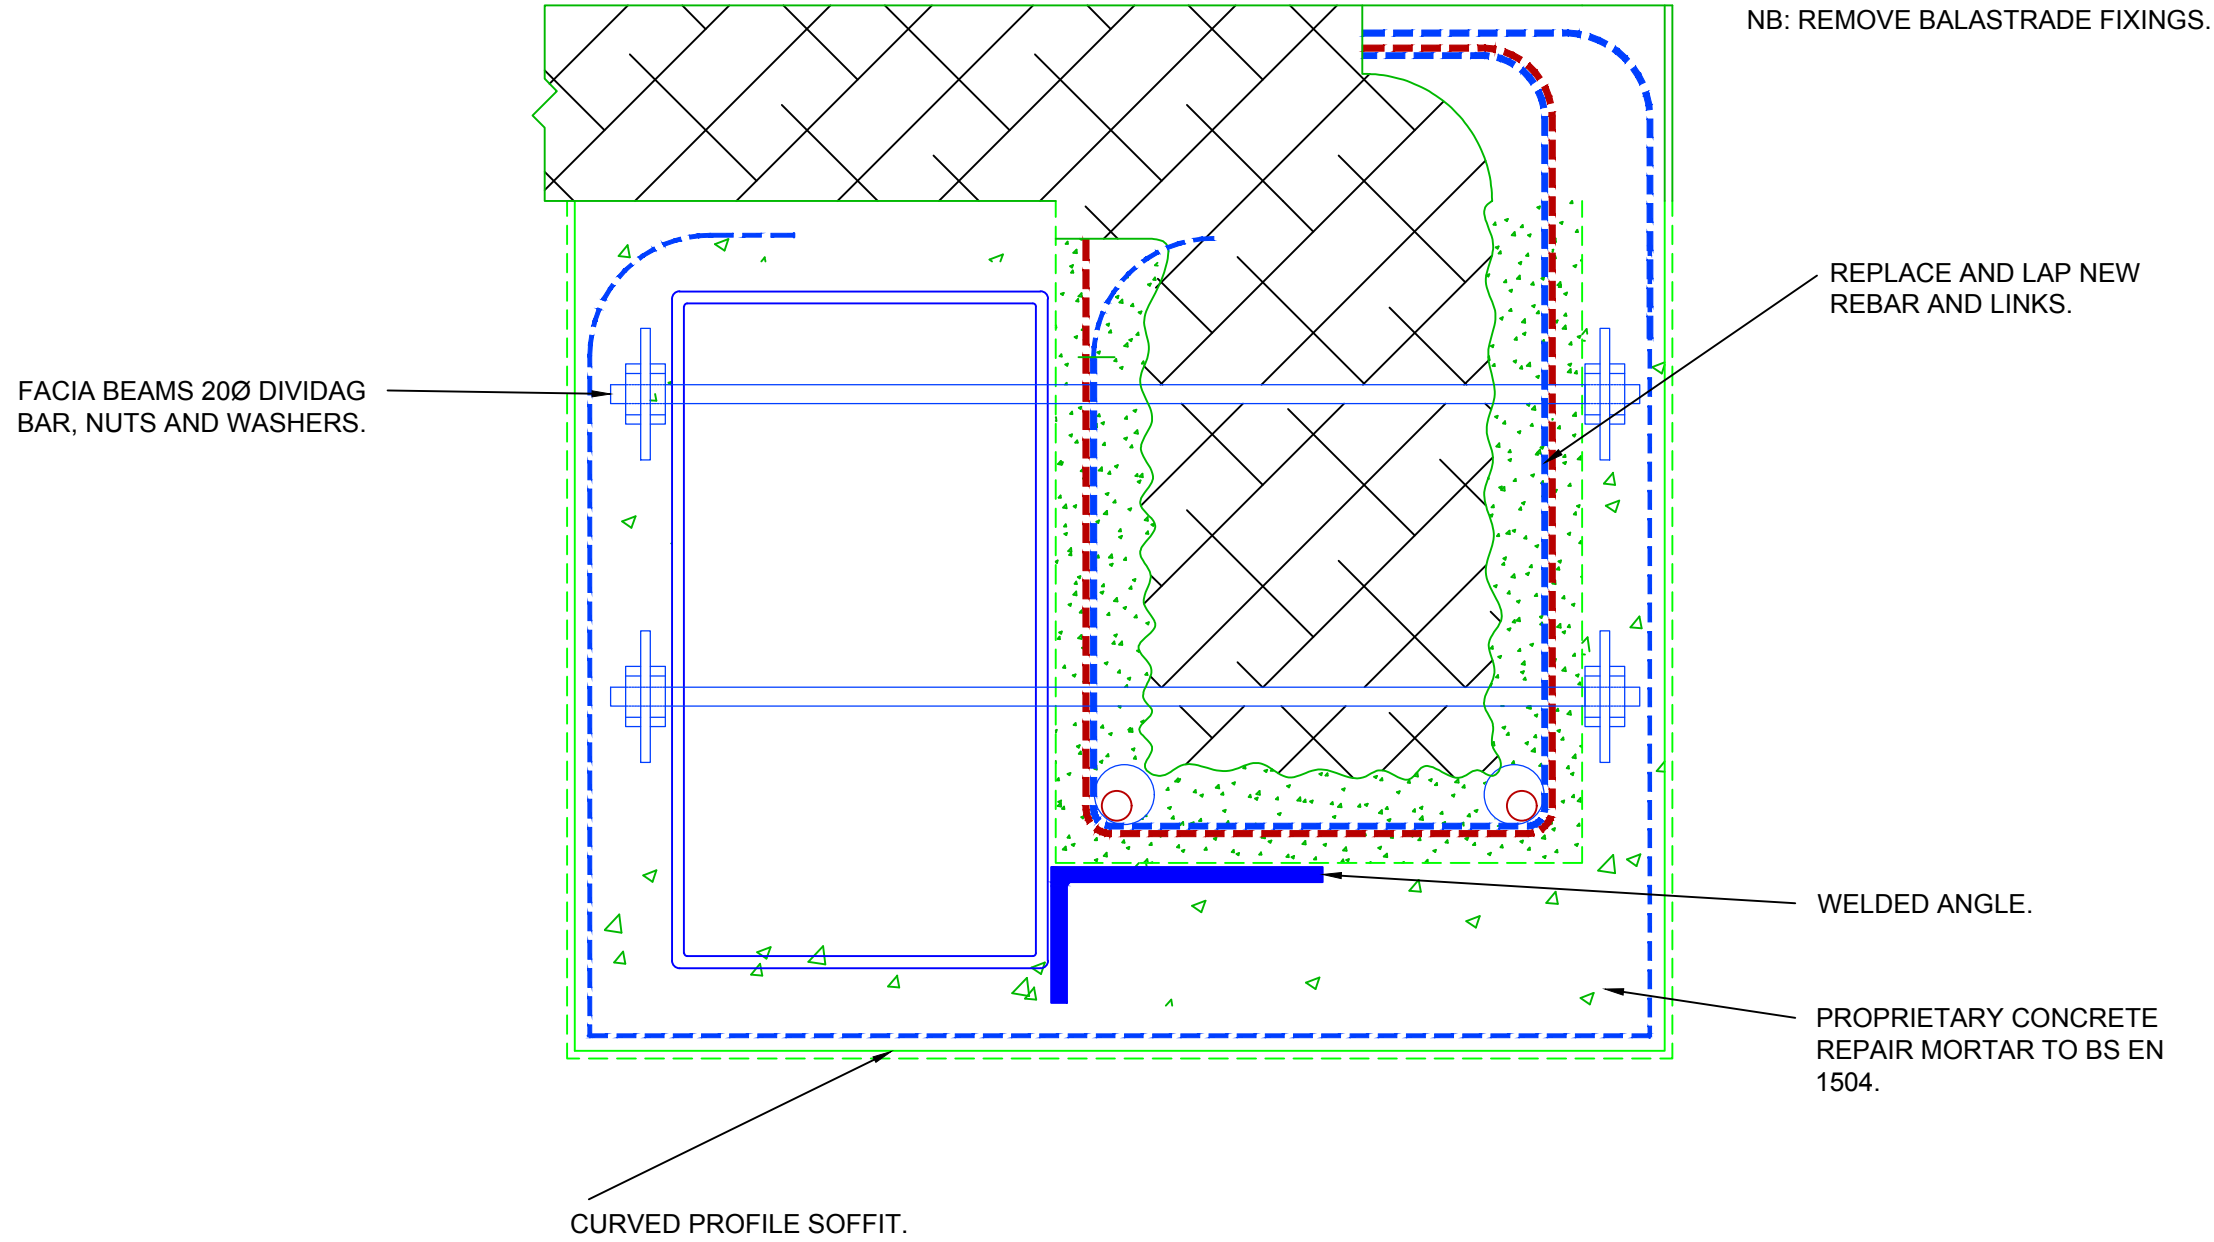 NB: REMOVE BALASTRADE FIXINGS.
REPLACE AND LAP NEW
REBAR AND LINKS.
FACIA BEAMS 20Ø DIVIDAG
BAR, NUTS AND WASHERS.
WELDED ANGLE.
PROPRIETARY CONCRETE
REPAIR MORTAR TO BS EN
1504.
CURVED PROFILE SOFFIT.